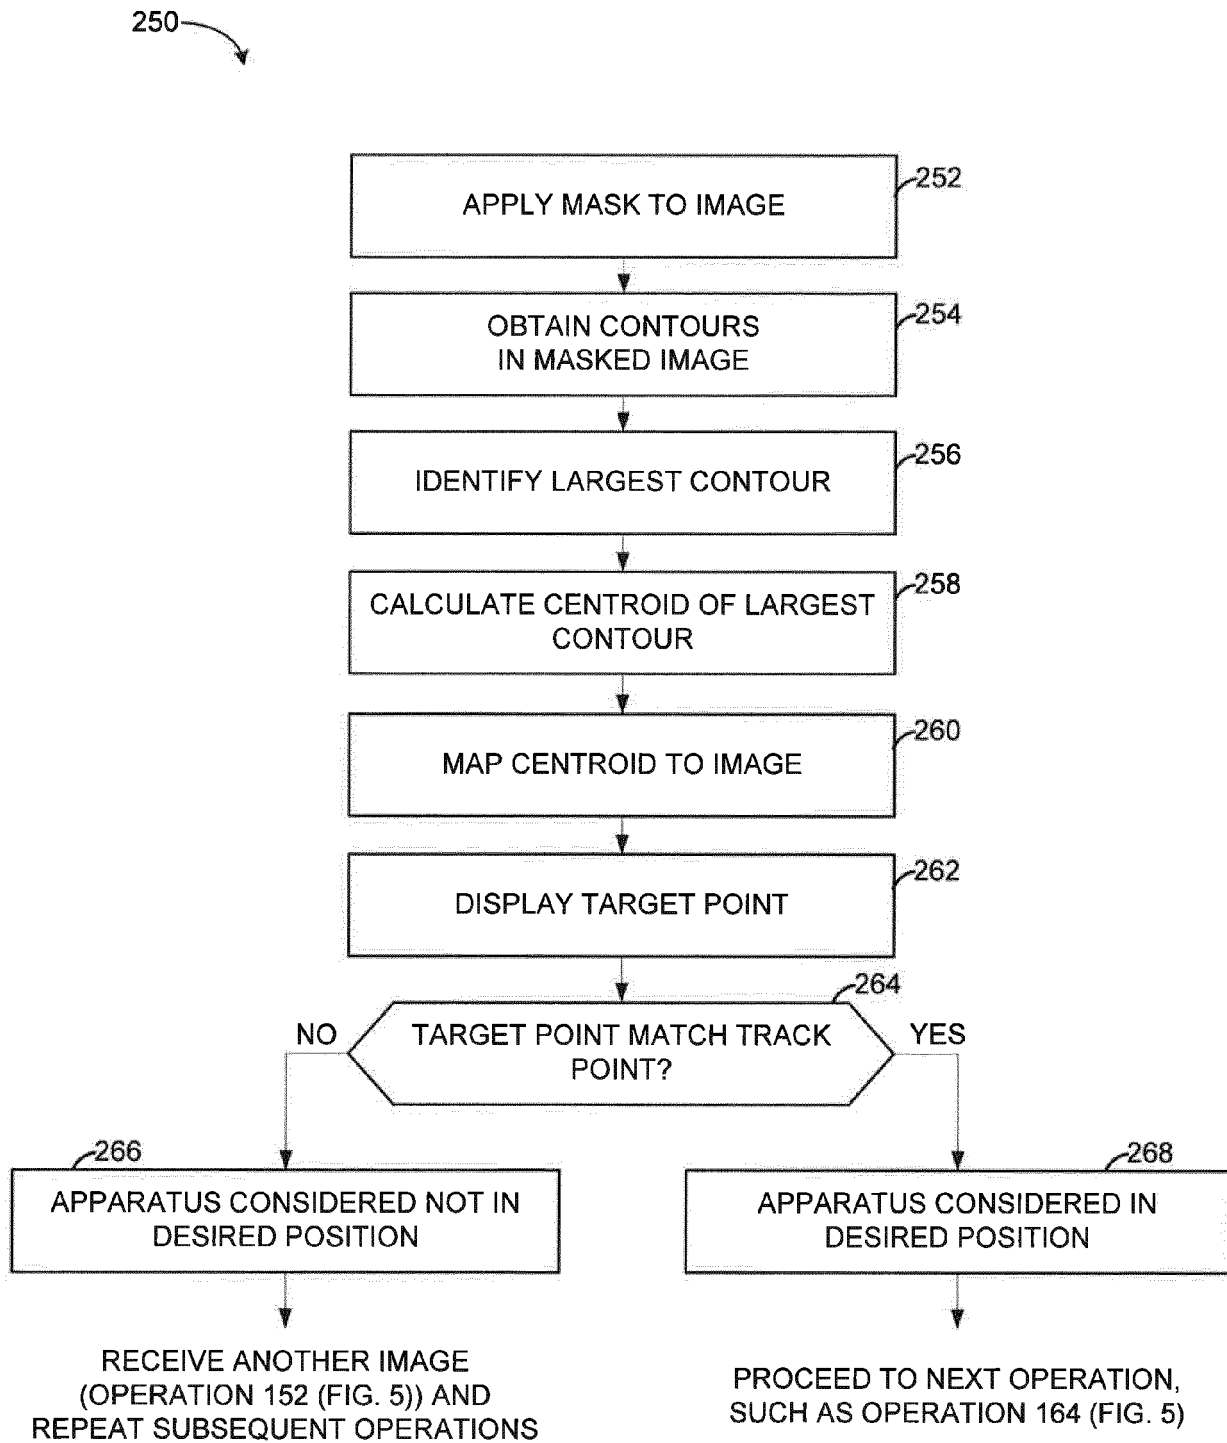 250
APPLY MASK TO IMAGE
252
OBTAIN CONTOURS
IN MASKED IMAGE
254
IDENTIFY LARGEST CONTOUR
256
CALCULATE CENTROID OF LARGEST
CONTOUR
258
MAP CENTROID TO IMAGE
260
DISPLAY TARGET POINT
262
264
NO
TARGET POINT MATCH TRACK
POINT?
YES
266
APPARATUS CONSIDERED NOT IN
DESIRED POSITION
268
APPARATUS CONSIDERED IN
DESIRED POSITION
RECEIVE ANOTHER IMAGE
(OPERATION 152 (FIG. 5)) AND
REPEAT SUBSEQUENT OPERATIONS
PROCEED TO NEXT OPERATION,
SUCH AS OPERATION 164 (FIG. 5)